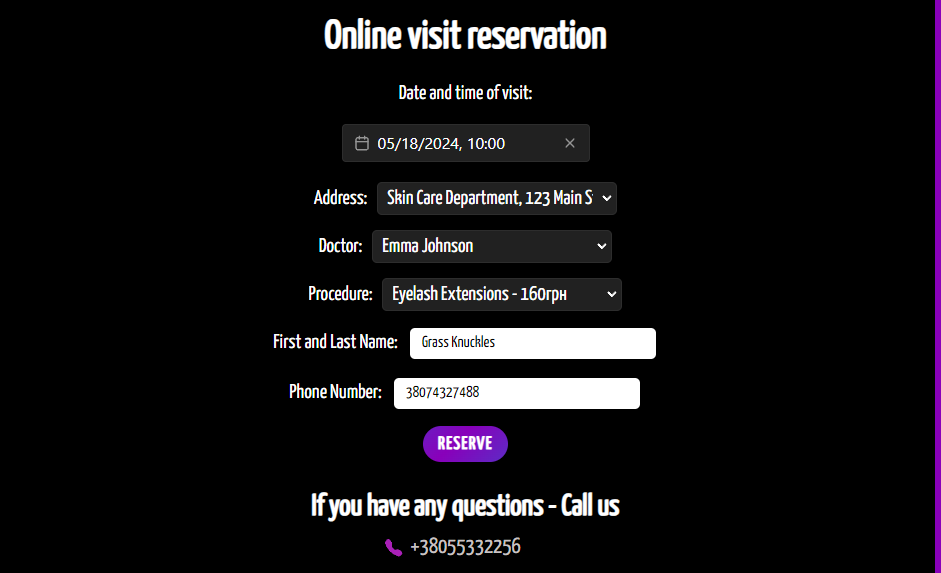 Online visit reservation
Date and time of visit:
05/18/2024, 10:00
Address: Skin Care Department, 123 Main S
Doctor: Emma Johnson
Procedure: Eyelash Extensions - 160грн
First and Last Name: Grass Knuckles
Phone Number: 38074327488
RESERVE
If you have any questions - Call us
+38055332256